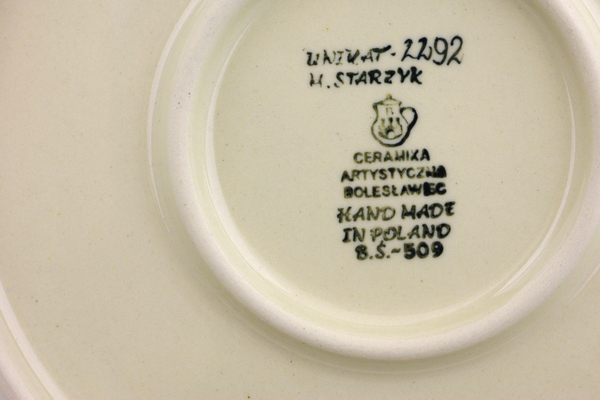 UNIKAT-2292
M. STARZYK
CERAMIKA
ARTYSTYCZNA
BOLESŁAWIEC
HAND MADE
IN POLAND
B.Ś.~509